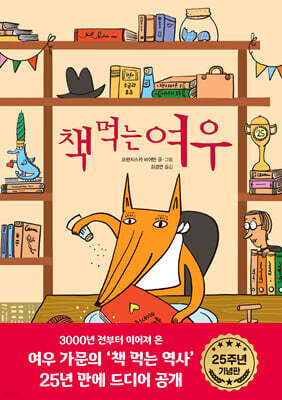 책 먹는 여우
프란치스카 비어만 글·그림
김경연 옮김
25
3000년 전부터 이어져 온
여우 가문의 '책 먹는 역사'
25년 만에 드디어 공개
25주년
기념판